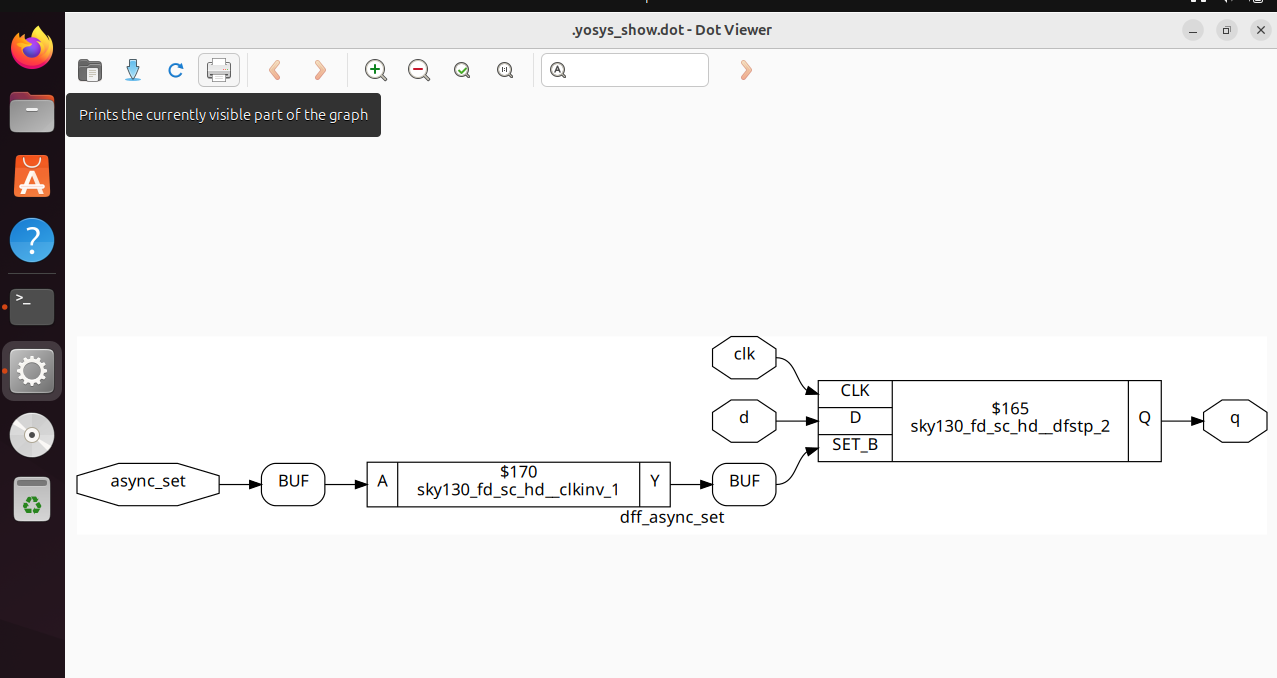 .yosys_show.dot - Dot Viewer
Prints the currently visible part of the graph
clk
CLK
$165
d
D
sky130_fd_sc_hd__dfstp_2
Q
q
SET_B
async_set
BUF
A
$170
sky130_fd_sc_hd__clkinv_1
Y
BUF
dff_async_set